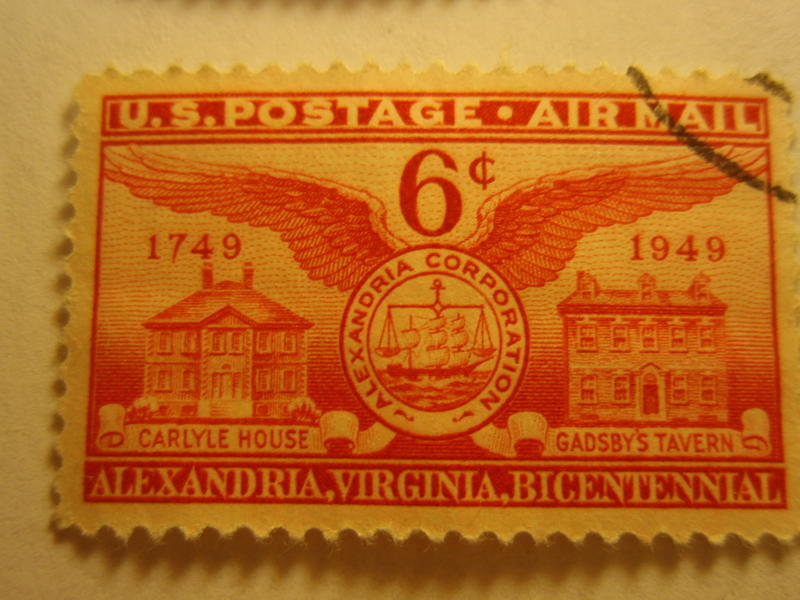 U.S. POSTAGE • AIR MAIL
6¢
1749
1949
ALEXANDRIA CORPORATION
CARLYLE HOUSE
GADSBY'S TAVERN
ALEXANDRIA, VIRGINIA, BICENTENNIAL